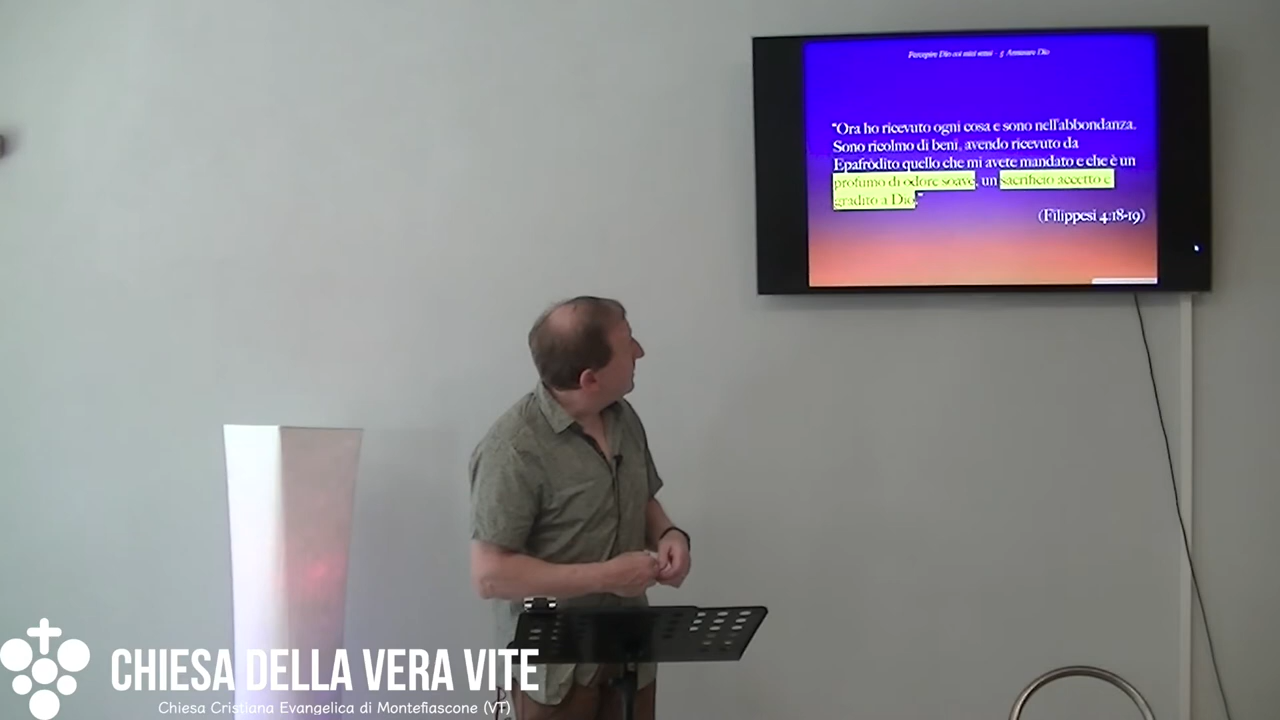 Percepire Dio coi miei sensi - 5 Annusare Dio
“Ora ho ricevuto ogni cosa e sono nell'abbondanza.
Sono ricolmo di beni, avendo ricevuto da
Epafròdito quello che mi avete mandato e che è un
profumo di odore soave, un sacrificio accetto e
gradito a Dio.”
(Filippesi 4:18-19)
CHIESA DELLA VERA VITE
Chiesa Cristiana Evangelica di Montefiascone (VT)